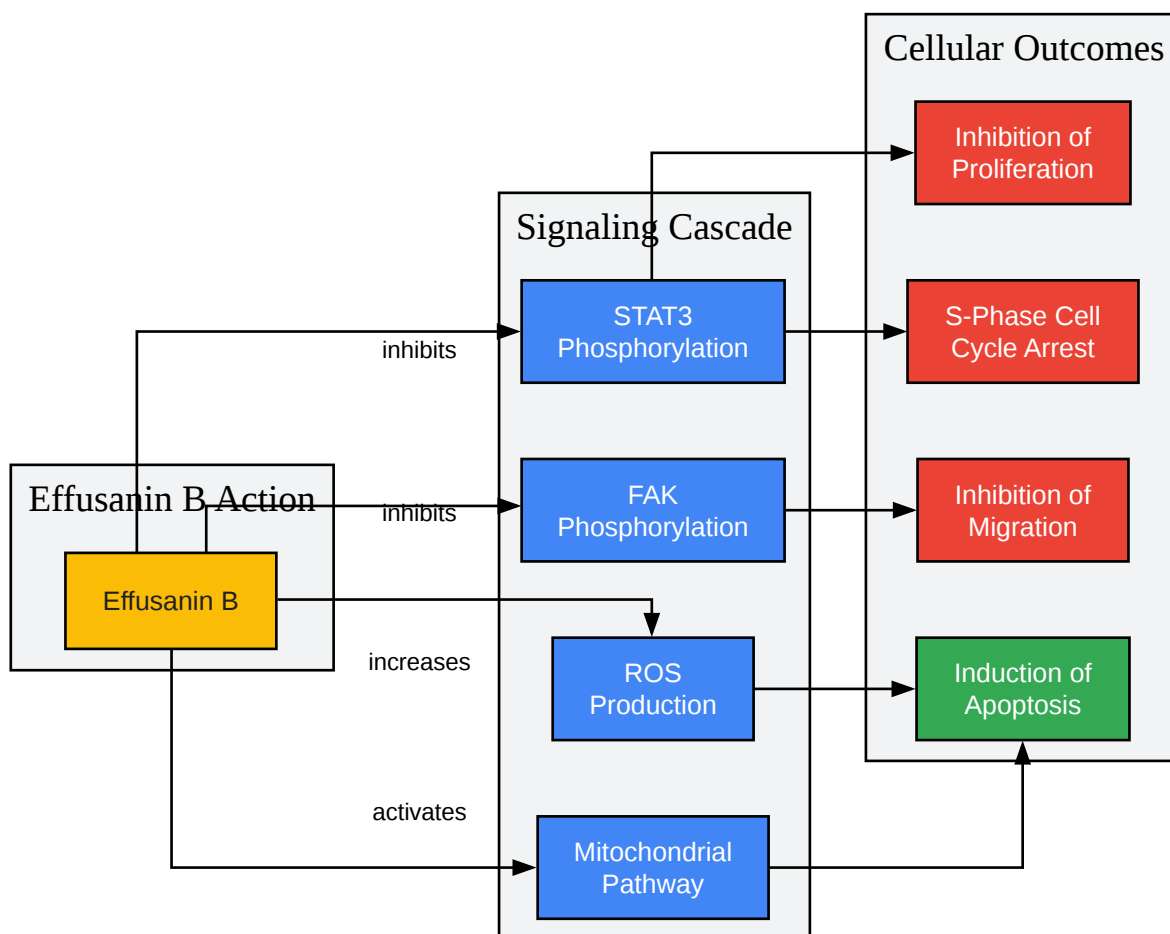 Cellular Outcomes
Inhibition of
Proliferation
Signaling Cascade
STAT3
Phosphorylation
S-Phase Cell
Cycle Arrest
inhibits
Effusanin B Action
FAK
Phosphorylation
Inhibition of
Migration
inhibits
Effusanin B
increases
ROS
Production
Induction of
Apoptosis
activates
Mitochondrial
Pathway